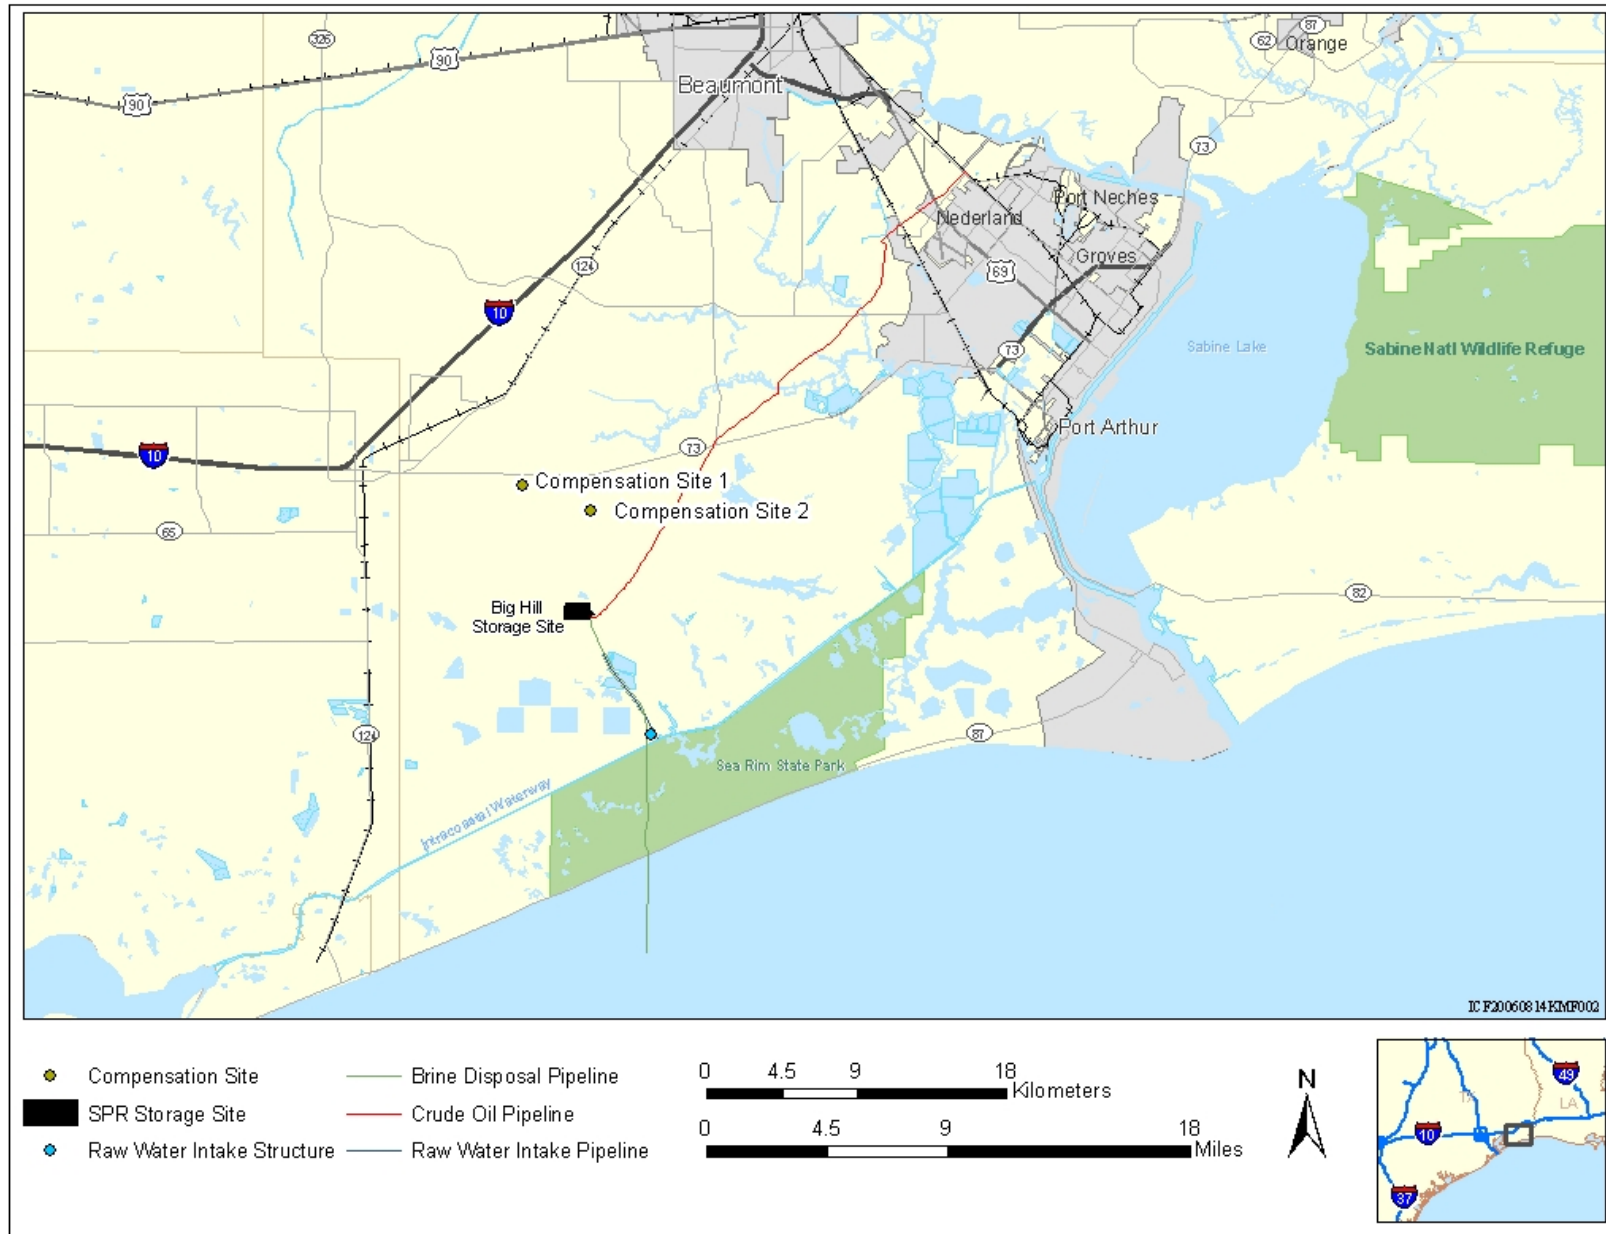 326
87
62
Orange
90
90
Beaumont
73
Port Neches
Nederland
Groves
69
124
10
73
Sabine Lake
Sabine Natl Wildlife Refuge
Port Arthur
73
10
Compensation Site 1
Compensation Site 2
65
82
Big Hill
Storage Site
124
87
Sea Rim State Park
Intracoastal Waterway
ICF20060814KMF002
Compensation Site
SPR Storage Site
Raw Water Intake Structure
Brine Disposal Pipeline
Crude Oil Pipeline
Raw Water Intake Pipeline
0 4.5 9 18
Kilometers
0 4.5 9 18
Miles
N
49
TX
LA
10
37